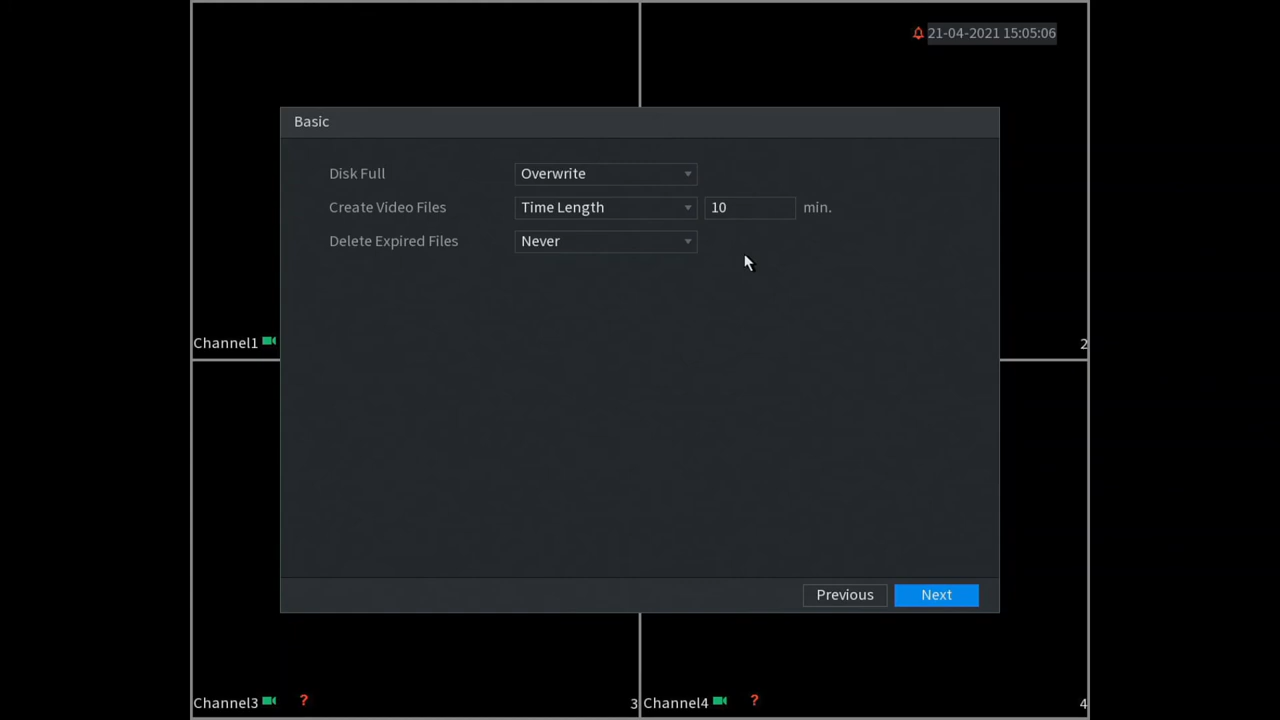 21-04-2021 15:05:06
Basic
Disk Full Overwrite
Create Video Files Time Length 10 min.
Delete Expired Files Never
Channel1 2
Previous Next
Channel3 ? 3 Channel4 ? 4